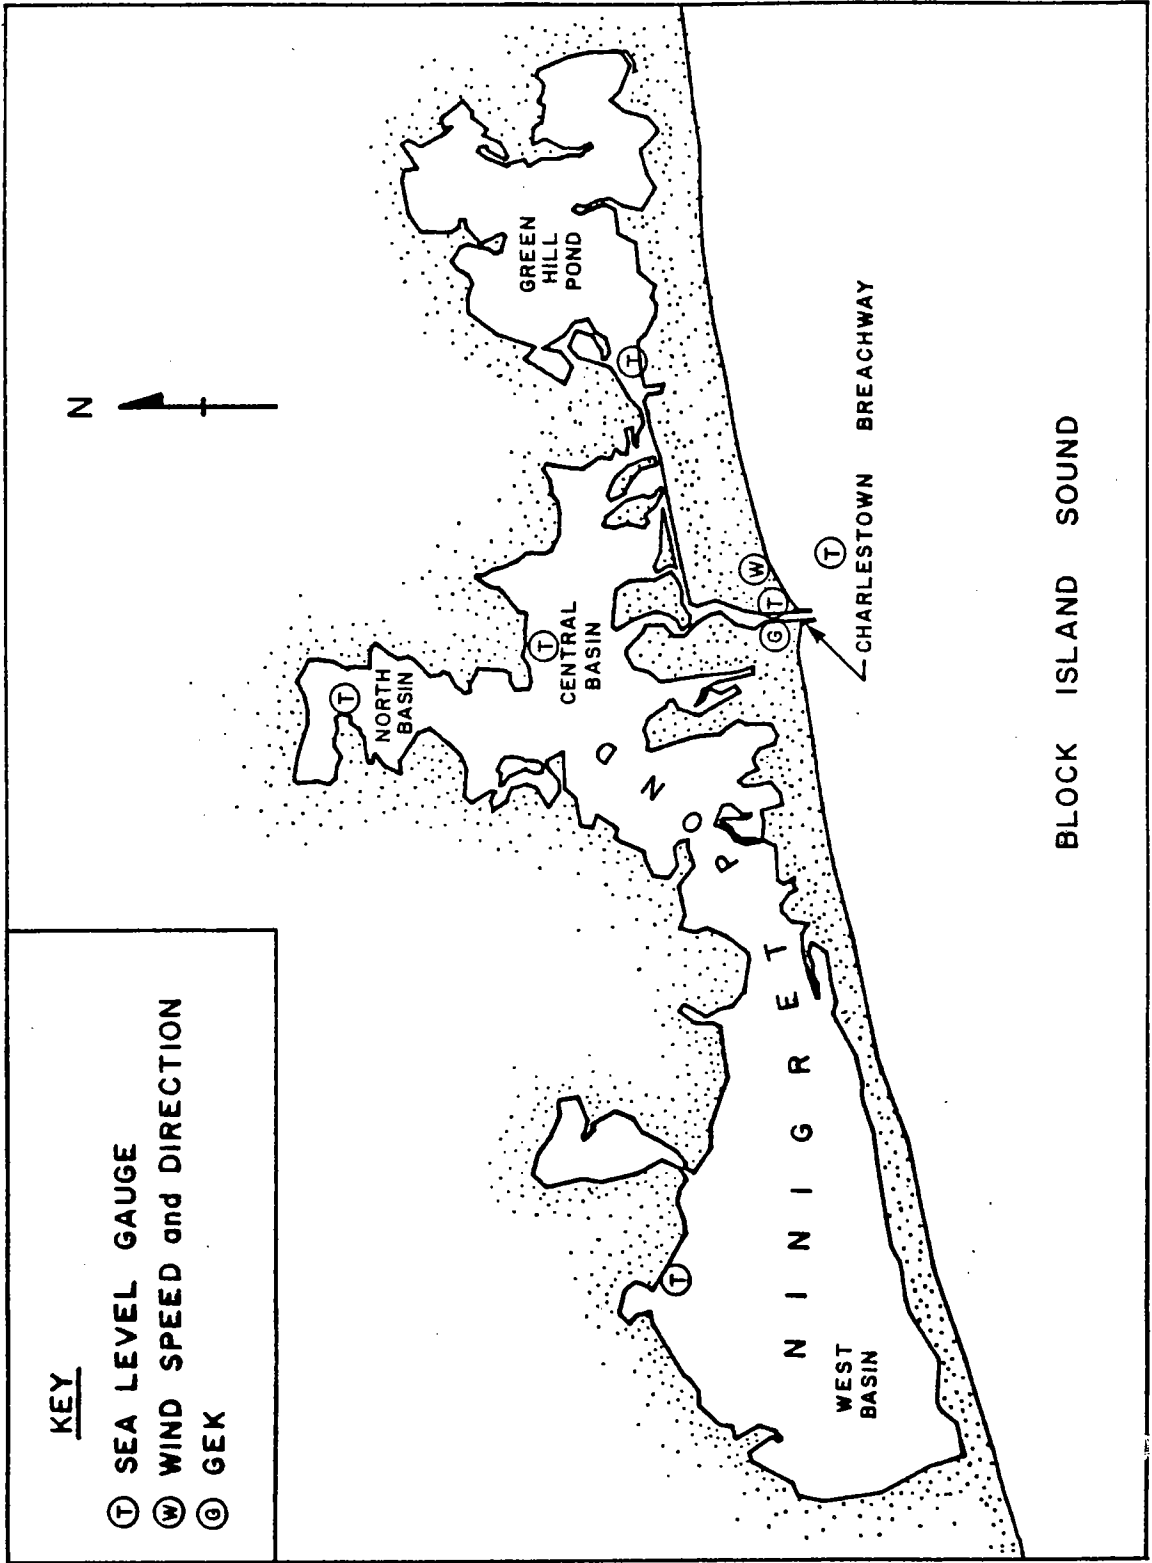 KEY
Ⓣ SEA LEVEL GAUGE
Ⓦ WIND SPEED and DIRECTION
Ⓖ GEK
N
T
NORTH
BASIN
T
CENTRAL
BASIN
GREEN
HILL
POND
T
T
WEST
BASIN
NINIGRET POND
G
T
W
T
CHARLESTOWN BREACHWAY
BLOCK ISLAND SOUND